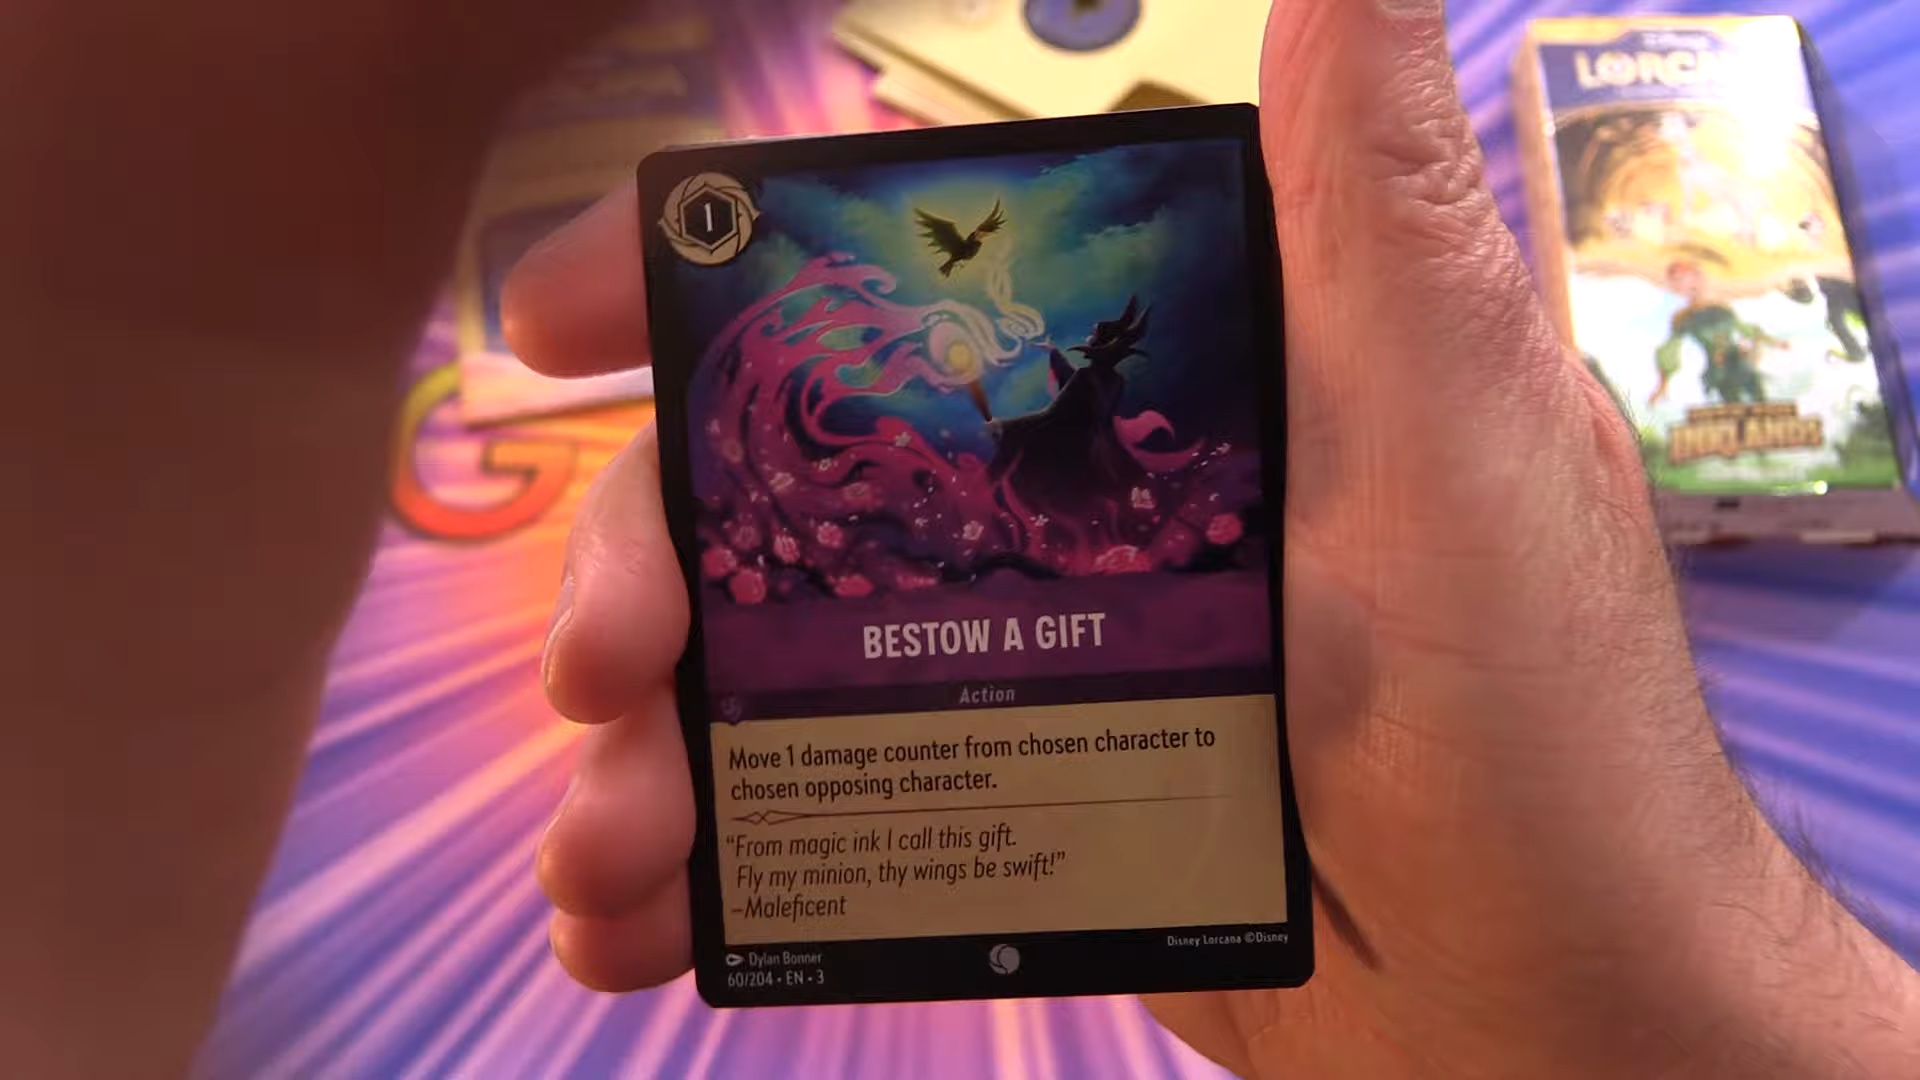 1
BESTOW A GIFT
Action
Move 1 damage counter from chosen character to
chosen opposing character.
“From magic ink I call this gift.
Fly my minion, thy wings be swift!”
–Maleficent
Dylan Bonner
60/204 • EN • 3
Disney Lorcana ©Disney
INKLANDS
G